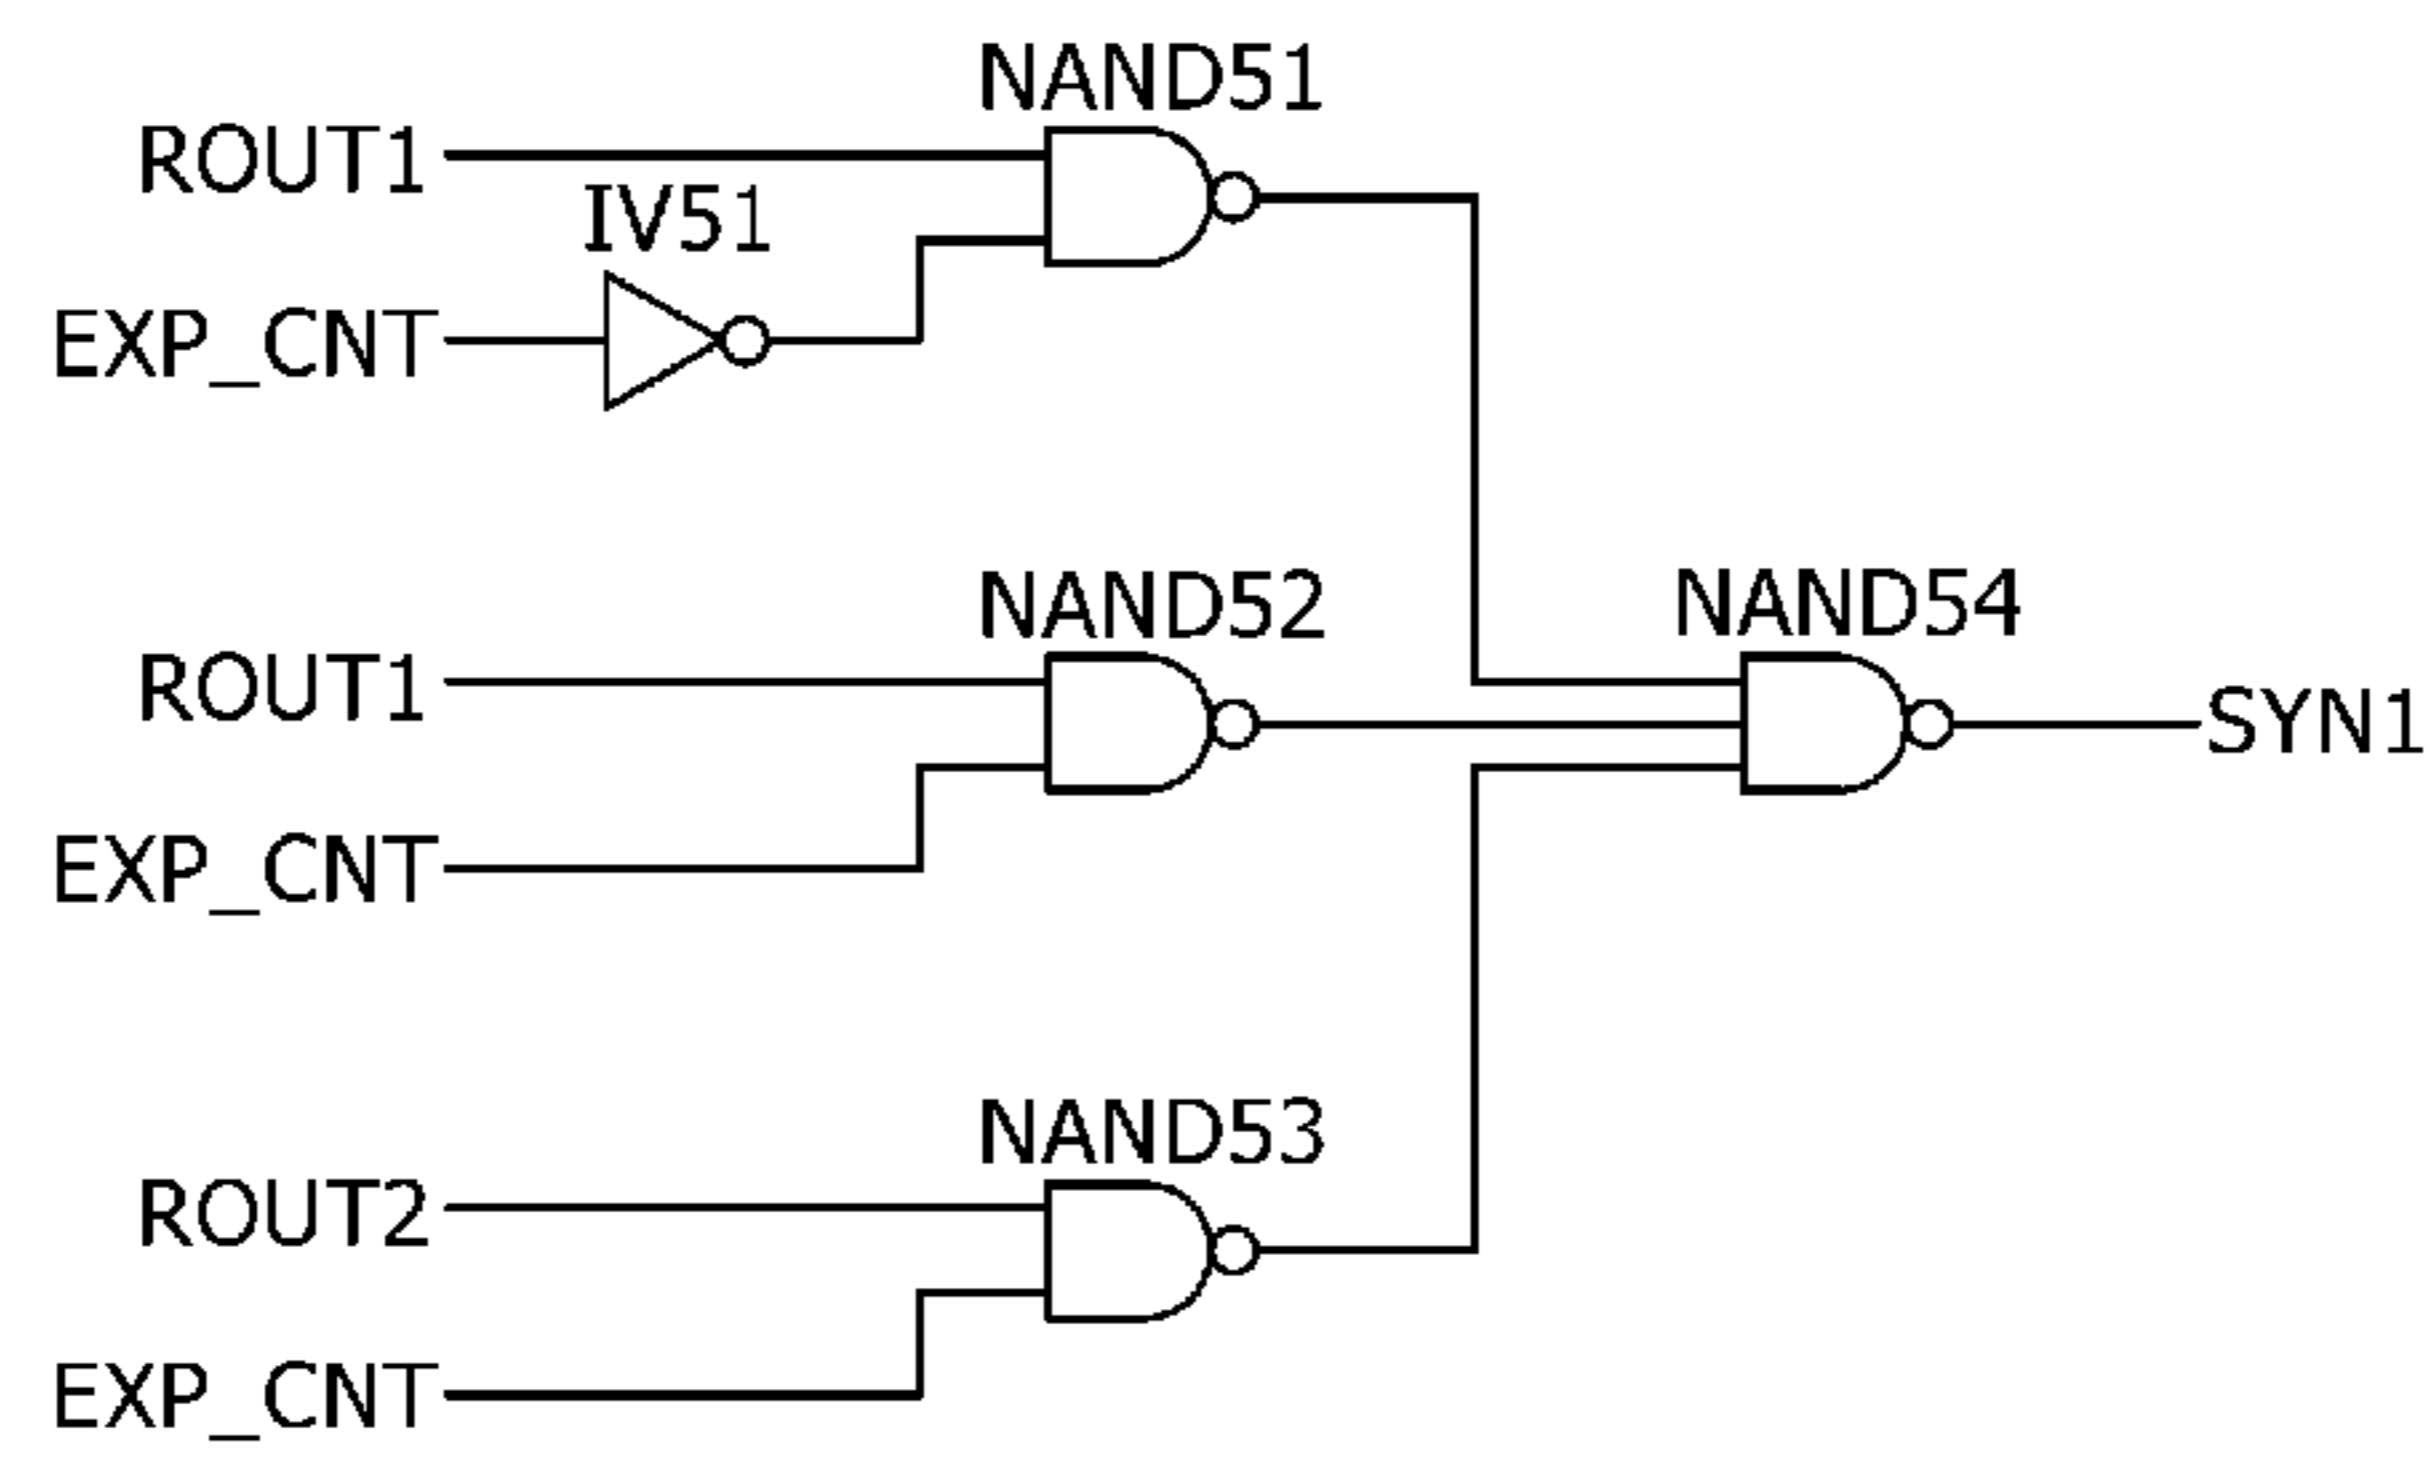 NAND51
ROUT1
IV51
EXP_CNT
NAND52
NAND54
ROUT1
SYN1
EXP_CNT
NAND53
ROUT2
EXP_CNT